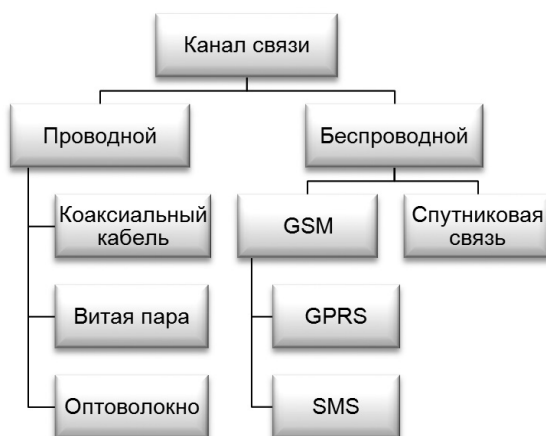 Канал связи
Проводной
Беспроводной
Коаксиальный
кабель
GSM
Спутниковая
связь
Витая пара
GPRS
Оптоволокно
SMS